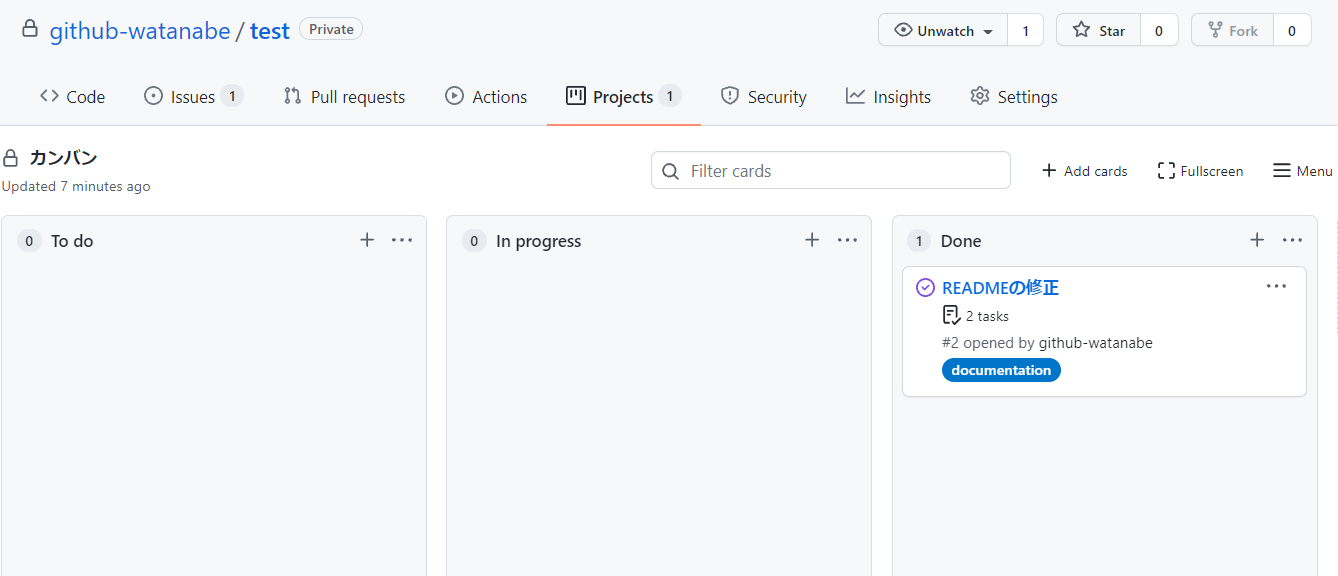 github-watanabe / test Private Unwatch 1 Star 0 Fork 0
Code Issues 1 Pull requests Actions Projects 1 Security Insights Settings
カンバン
Updated 7 minutes ago
Filter cards
Add cards Fullscreen Menu
0 To do
0 In progress
1 Done
READMEの修正
2 tasks
#2 opened by github-watanabe
documentation